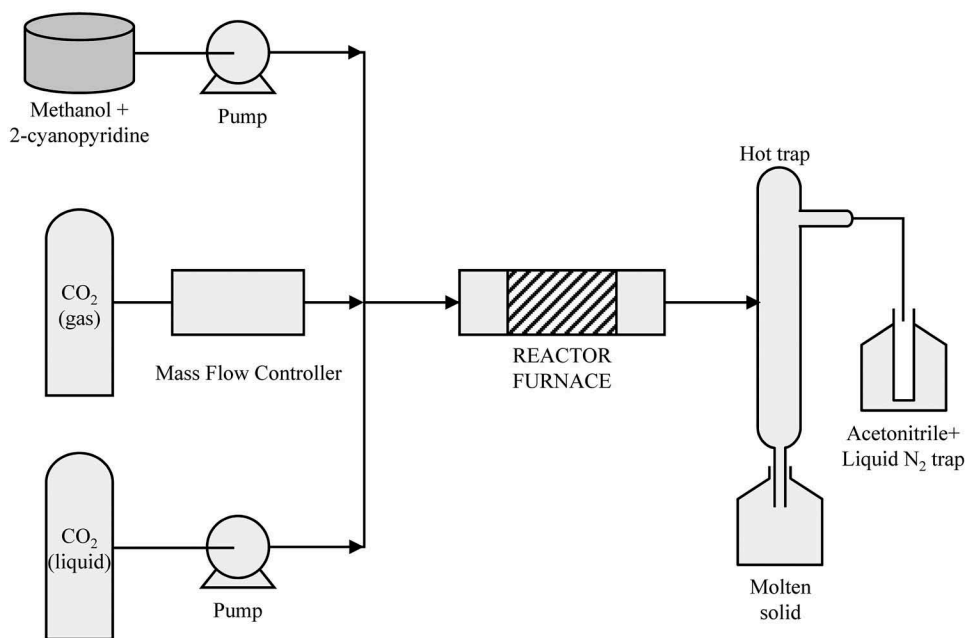 Methanol +
2-cyanopyridine
Pump
Hot trap
CO₂
(gas)
Mass Flow Controller
REACTOR
FURNACE
Acetonitrile+
Liquid N₂ trap
CO₂
(liquid)
Pump
Molten
solid